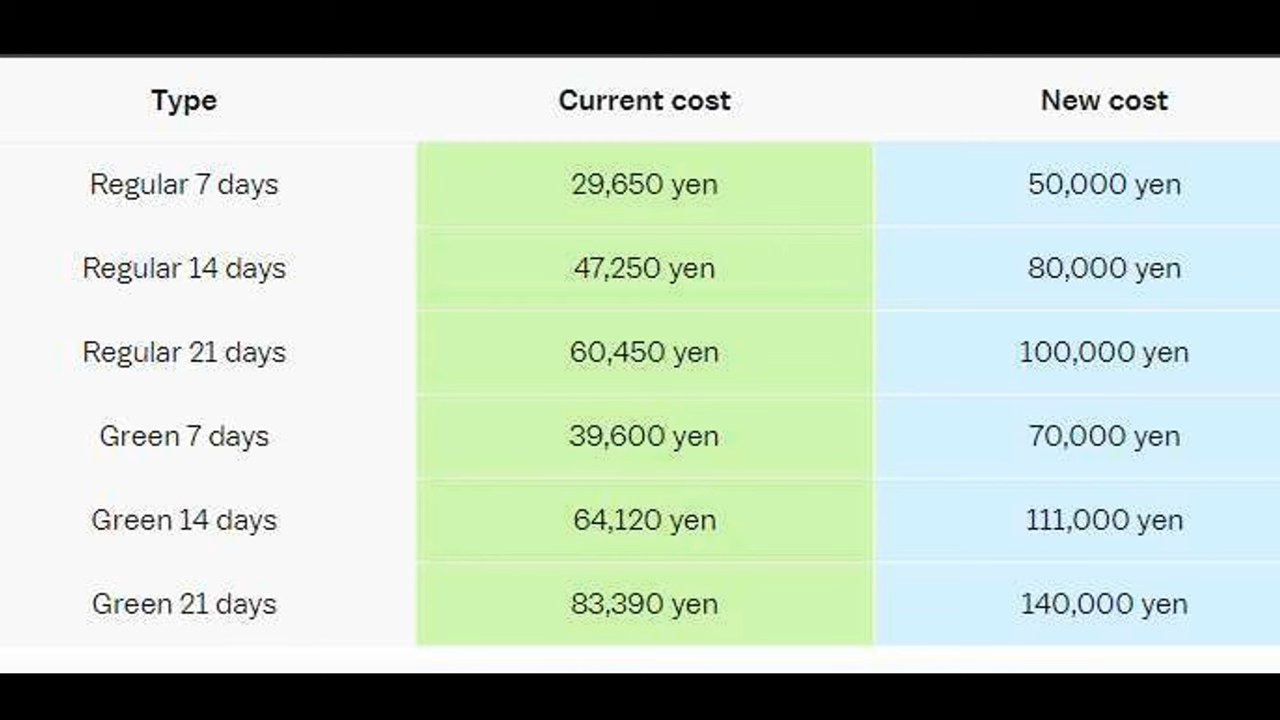 Type Current cost New cost
Regular 7 days 29,650 yen 50,000 yen
Regular 14 days 47,250 yen 80,000 yen
Regular 21 days 60,450 yen 100,000 yen
Green 7 days 39,600 yen 70,000 yen
Green 14 days 64,120 yen 111,000 yen
Green 21 days 83,390 yen 140,000 yen